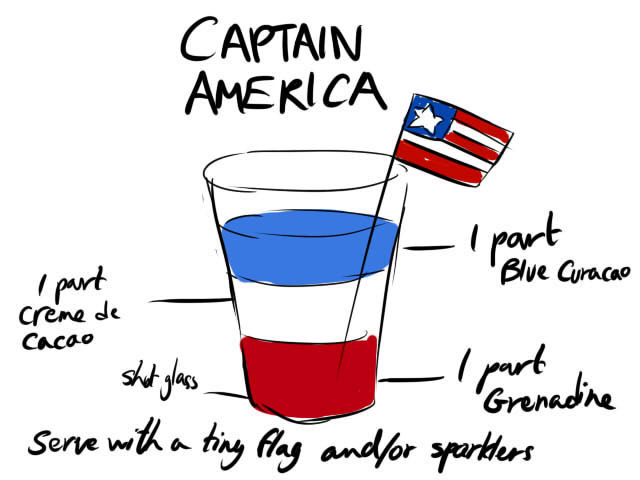 CAPTAIN
AMERICA
1 part
Blue Curacao
1 part
Creme de
Cacao
shot glass
1 part
Grenadine
Serve with a tiny flag and/or sparklers